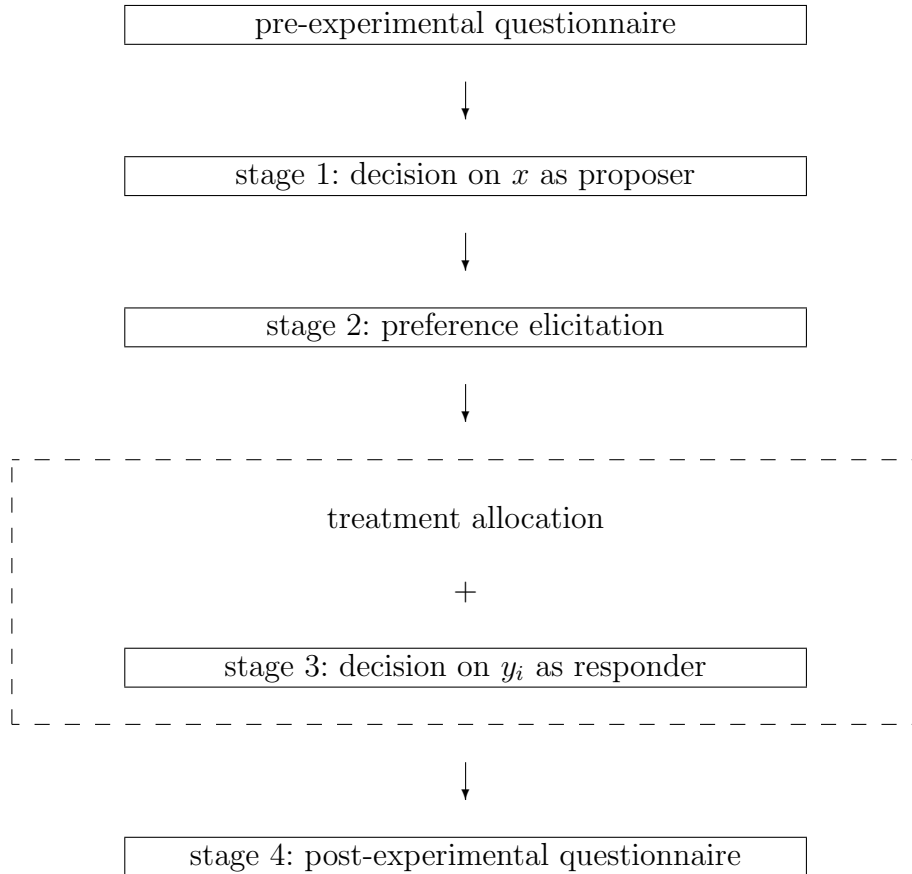 pre-experimental questionnaire
stage 1: decision on x as proposer
stage 2: preference elicitation
treatment allocation
+
stage 3: decision on y_i as responder
stage 4: post-experimental questionnaire